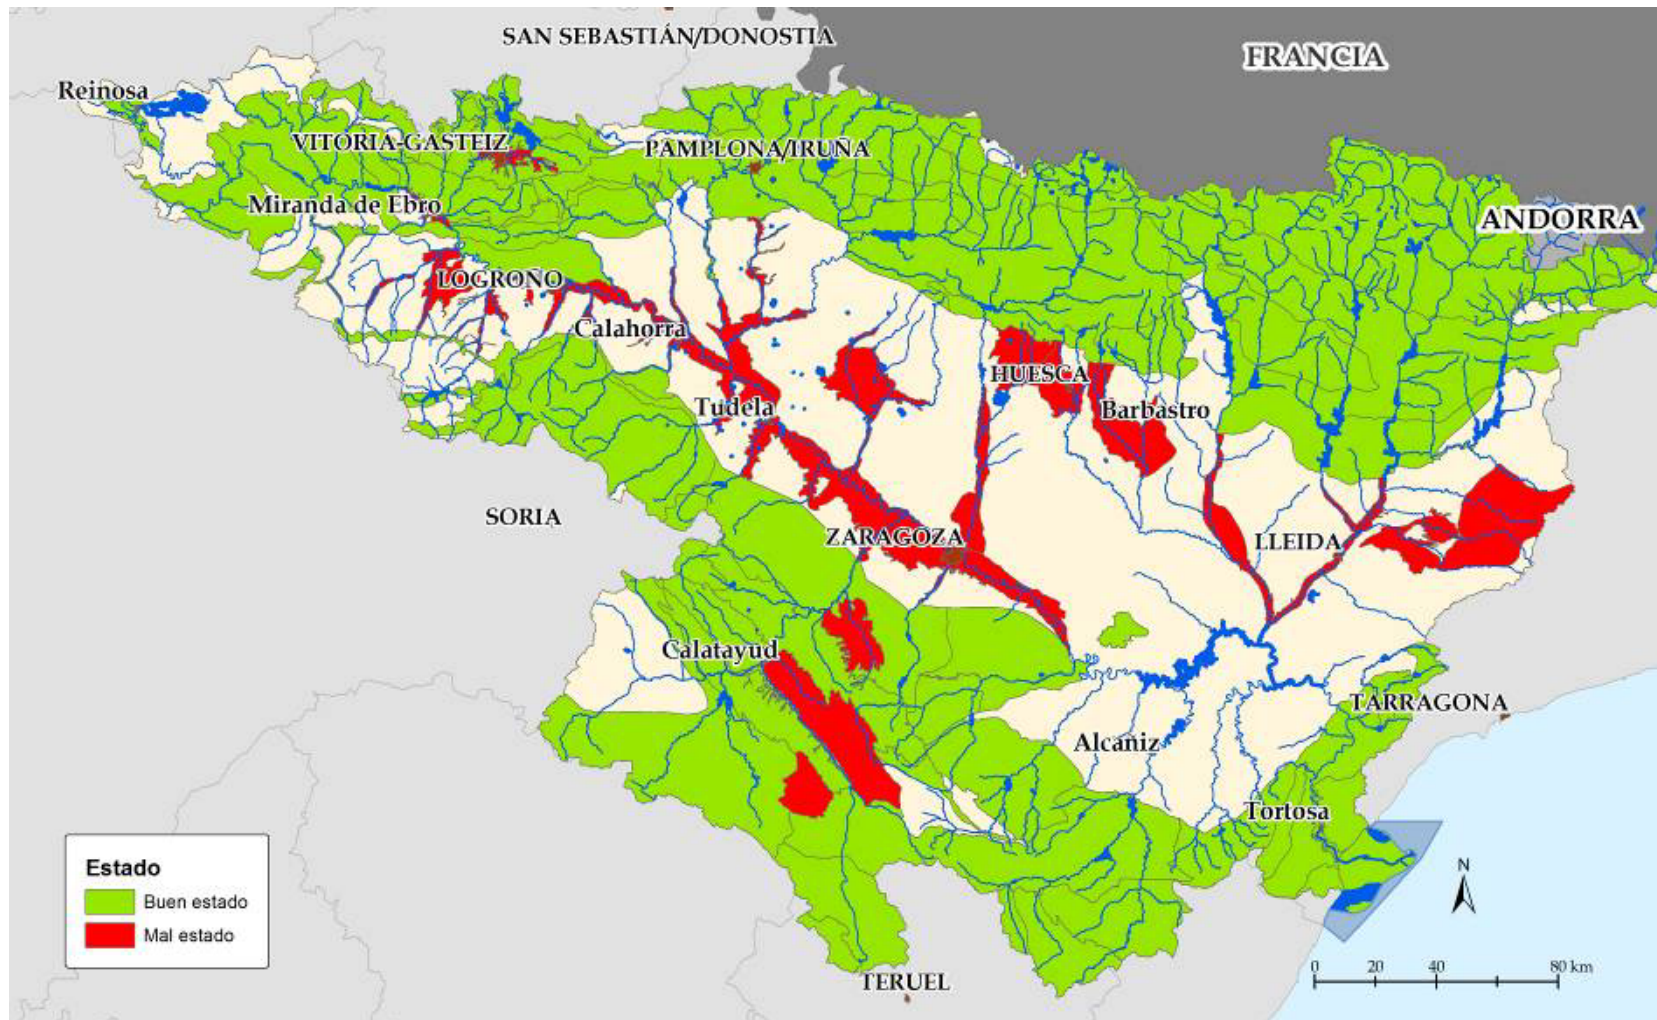 SAN SEBASTIÁN/DONOSTIA
FRANCIA
Reinosa
VITORIA-GASTEIZ
PAMPLONA/IRUÑA
Miranda de Ebro
ANDORRA
LOGROÑO
Calahorra
HUESCA
Tudela
Barbastro
SORIA
ZARAGOZA
LLEIDA
Calatayud
TARRAGONA
Alcañiz
Tortosa
Estado
Buen estado
Mal estado
N
0 20 40 80 km
TERUEL